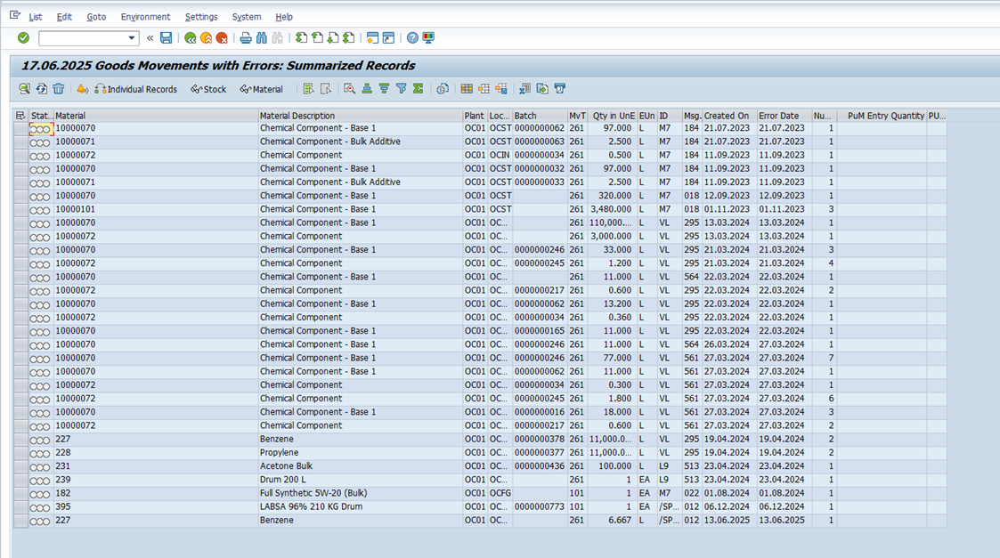 List Edit Goto Environment Settings System Help
17.06.2025 Goods Movements with Errors: Summarized Records
Individual Records Stock Material
Stat... Material Material Description Plant Loc... Batch MvT Qty in UnE EUn ID Msg. Created On Error Date Nu... PuM Entry Quantity PU...
10000070 Chemical Component - Base 1 OC01 OCST 0000000062 261 97.000 L M7 184 21.07.2023 21.07.2023 1
10000071 Chemical Component - Bulk Additive OC01 OCST 0000000063 261 2.500 L M7 184 21.07.2023 21.07.2023 1
10000072 Chemical Component OC01 OCIN 0000000034 261 0.500 L M7 184 11.09.2023 11.09.2023 1
10000070 Chemical Component - Base 1 OC01 OCST 0000000032 261 97.000 L M7 184 11.09.2023 11.09.2023 1
10000071 Chemical Component - Bulk Additive OC01 OCST 0000000033 261 2.500 L M7 184 11.09.2023 11.09.2023 1
10000070 Chemical Component - Base 1 OC01 OCST 261 320.000 L M7 018 12.09.2023 12.09.2023 1
10000101 Chemical Component - Base 1 OC01 OCST 261 3,480.000 L M7 018 01.11.2023 01.11.2023 3
10000070 Chemical Component - Base 1 OC01 OC... 261 110,000.... L VL 295 13.03.2024 13.03.2024 1
10000072 Chemical Component OC01 OC... 261 3,000.000 L VL 295 13.03.2024 13.03.2024 1
10000070 Chemical Component - Base 1 OC01 OC... 0000000246 261 33.000 L VL 295 21.03.2024 21.03.2024 3
10000072 Chemical Component OC01 OC... 0000000245 261 1.200 L VL 295 21.03.2024 21.03.2024 4
10000070 Chemical Component - Base 1 OC01 OC... 261 11.000 L VL 564 22.03.2024 22.03.2024 1
10000072 Chemical Component OC01 OC... 0000000217 261 0.600 L VL 295 22.03.2024 22.03.2024 2
10000070 Chemical Component - Base 1 OC01 OC... 0000000062 261 13.200 L VL 295 22.03.2024 22.03.2024 1
10000072 Chemical Component OC01 OC... 0000000034 261 0.360 L VL 295 22.03.2024 22.03.2024 1
10000070 Chemical Component - Base 1 OC01 OC... 0000000165 261 11.000 L VL 295 22.03.2024 22.03.2024 1
10000070 Chemical Component - Base 1 OC01 OC... 0000000246 261 11.000 L VL 564 26.03.2024 27.03.2024 1
10000070 Chemical Component - Base 1 OC01 OC... 0000000246 261 77.000 L VL 561 27.03.2024 27.03.2024 7
10000070 Chemical Component - Base 1 OC01 OC... 0000000062 261 11.000 L VL 561 27.03.2024 27.03.2024 1
10000072 Chemical Component OC01 OC... 0000000034 261 0.300 L VL 561 27.03.2024 27.03.2024 1
10000072 Chemical Component OC01 OC... 0000000245 261 1.800 L VL 561 27.03.2024 27.03.2024 6
10000070 Chemical Component - Base 1 OC01 OC... 0000000016 261 18.000 L VL 561 27.03.2024 27.03.2024 3
10000072 Chemical Component OC01 OC... 0000000217 261 0.600 L VL 561 27.03.2024 27.03.2024 2
227 Benzene OC01 OC... 0000000378 261 11,000.0... L VL 295 19.04.2024 19.04.2024 2
228 Propylene OC01 OC... 0000000377 261 11,000.0... L VL 295 19.04.2024 19.04.2024 2
231 Acetone Bulk OC01 OC... 0000000436 261 100.000 L L9 513 23.04.2024 23.04.2024 1
239 Drum 200 L OC01 OC... 261 1 EA L9 513 23.04.2024 23.04.2024 1
182 Full Synthetic 5W-20 (Bulk) OC01 OCFG 101 1 EA M7 022 01.08.2024 01.08.2024 1
395 LABSA 96% 210 KG Drum OC01 OC... 0000000773 101 1 EA /SP... 012 06.12.2024 06.12.2024 1
227 Benzene OC01 OC... 261 6.667 L /SP... 012 13.06.2025 13.06.2025 1